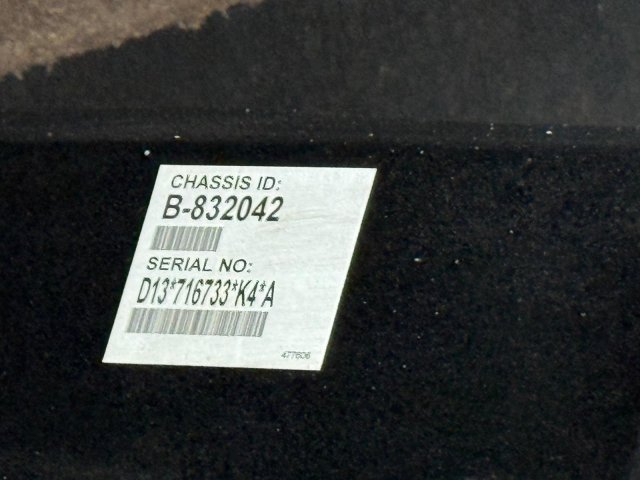 CHASSIS ID:
B-832042
SERIAL NO:
D13*716733*K4*A
477606